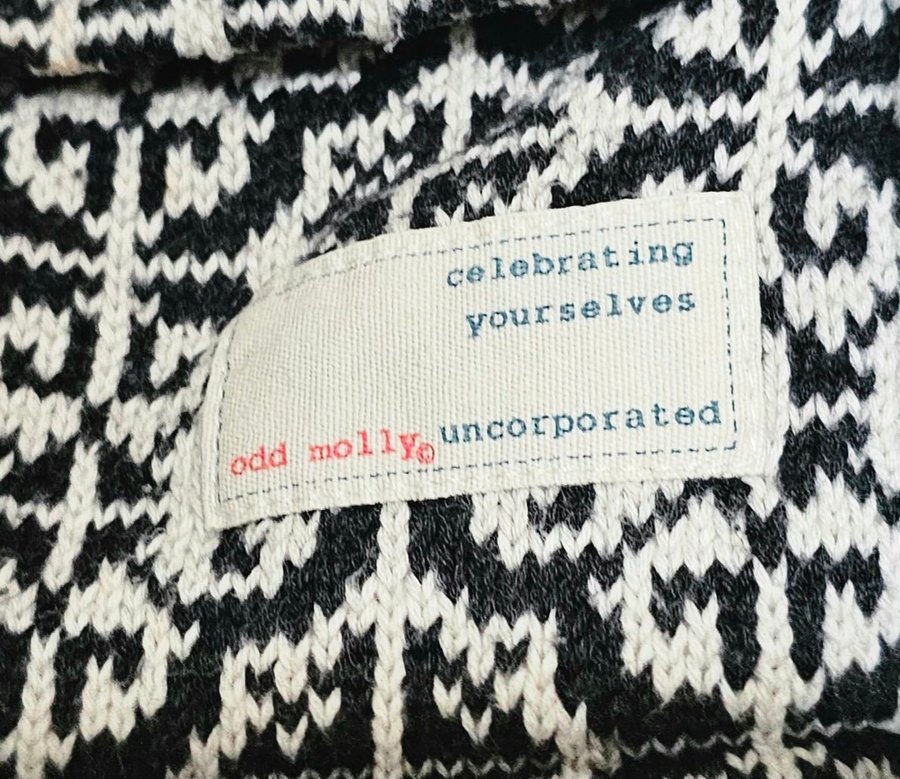 celebrating
yourselves
odd molly© uncorporated